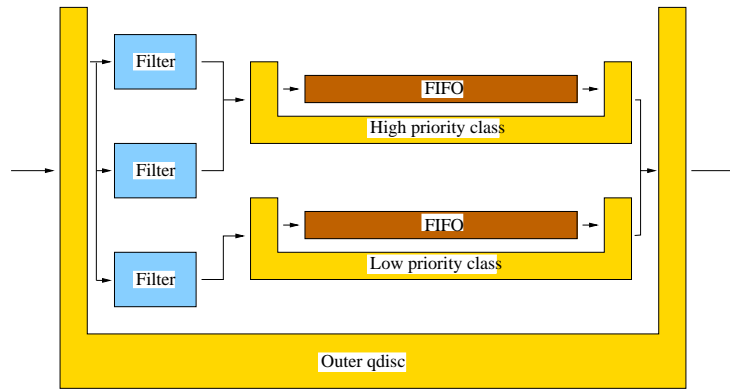 Filter
FIFO
High priority class
Filter
FIFO
Low priority class
Filter
Outer qdisc